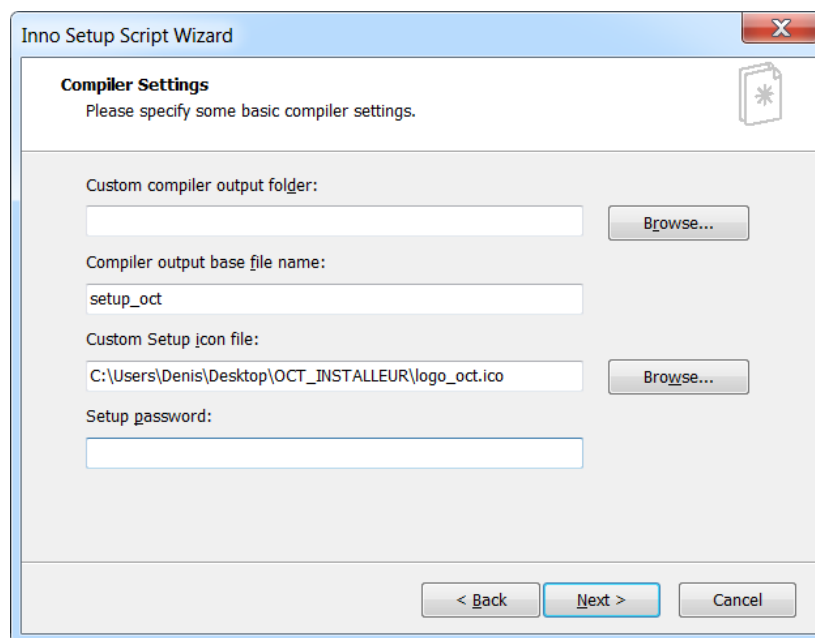 Inno Setup Script Wizard
Compiler Settings
Please specify some basic compiler settings.
Custom compiler output folder:
Browse...
Compiler output base file name:
setup_oct
Custom Setup icon file:
C:\Users\Denis\Desktop\OCT_INSTALLEUR\logo_oct.ico
Browse...
Setup password:
< Back
Next >
Cancel